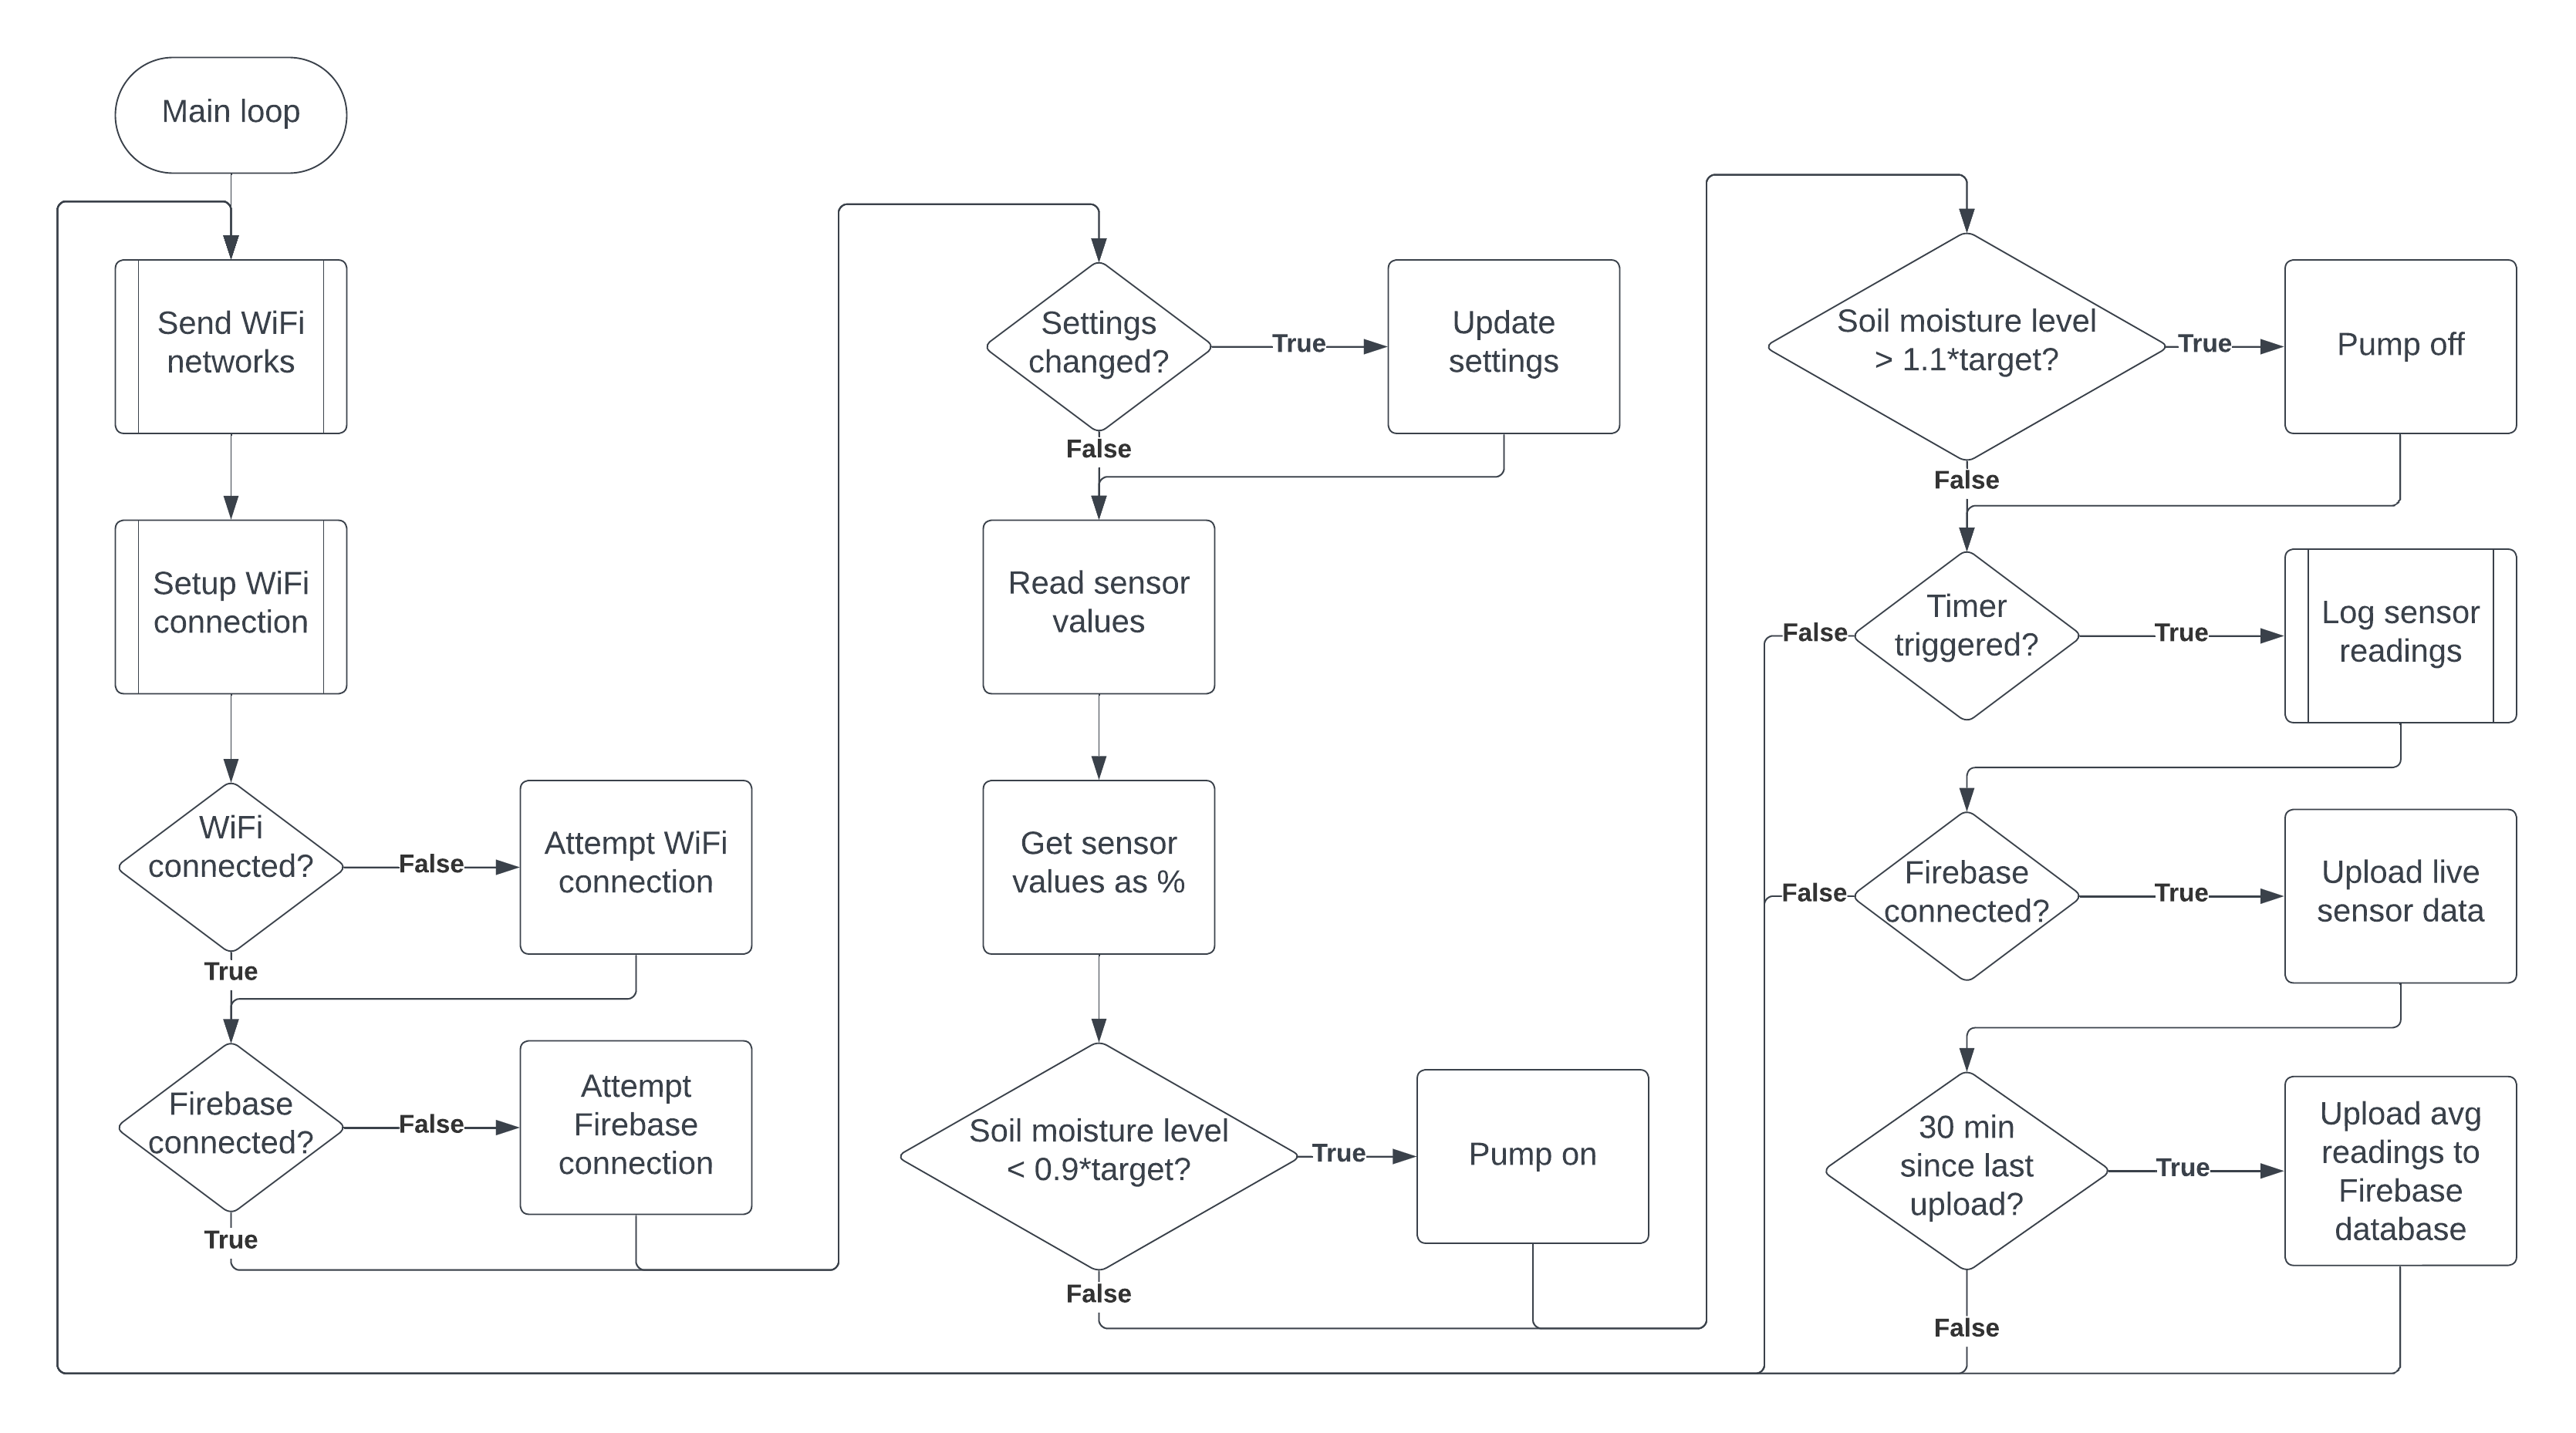 Main loop
Send WiFi
networks
Setup WiFi
connection
WiFi
connected?
False
Attempt WiFi
connection
True
Firebase
connected?
False
Attempt
Firebase
connection
True
Settings
changed?
True
Update
settings
False
Read sensor
values
Get sensor
values as %
Soil moisture level
< 0.9*target?
True
Pump on
False
Soil moisture level
> 1.1*target?
True
Pump off
False
Timer
triggered?
False
True
Log sensor
readings
Firebase
connected?
False
True
Upload live
sensor data
30 min
since last
upload?
True
Upload avg
readings to
Firebase
database
False